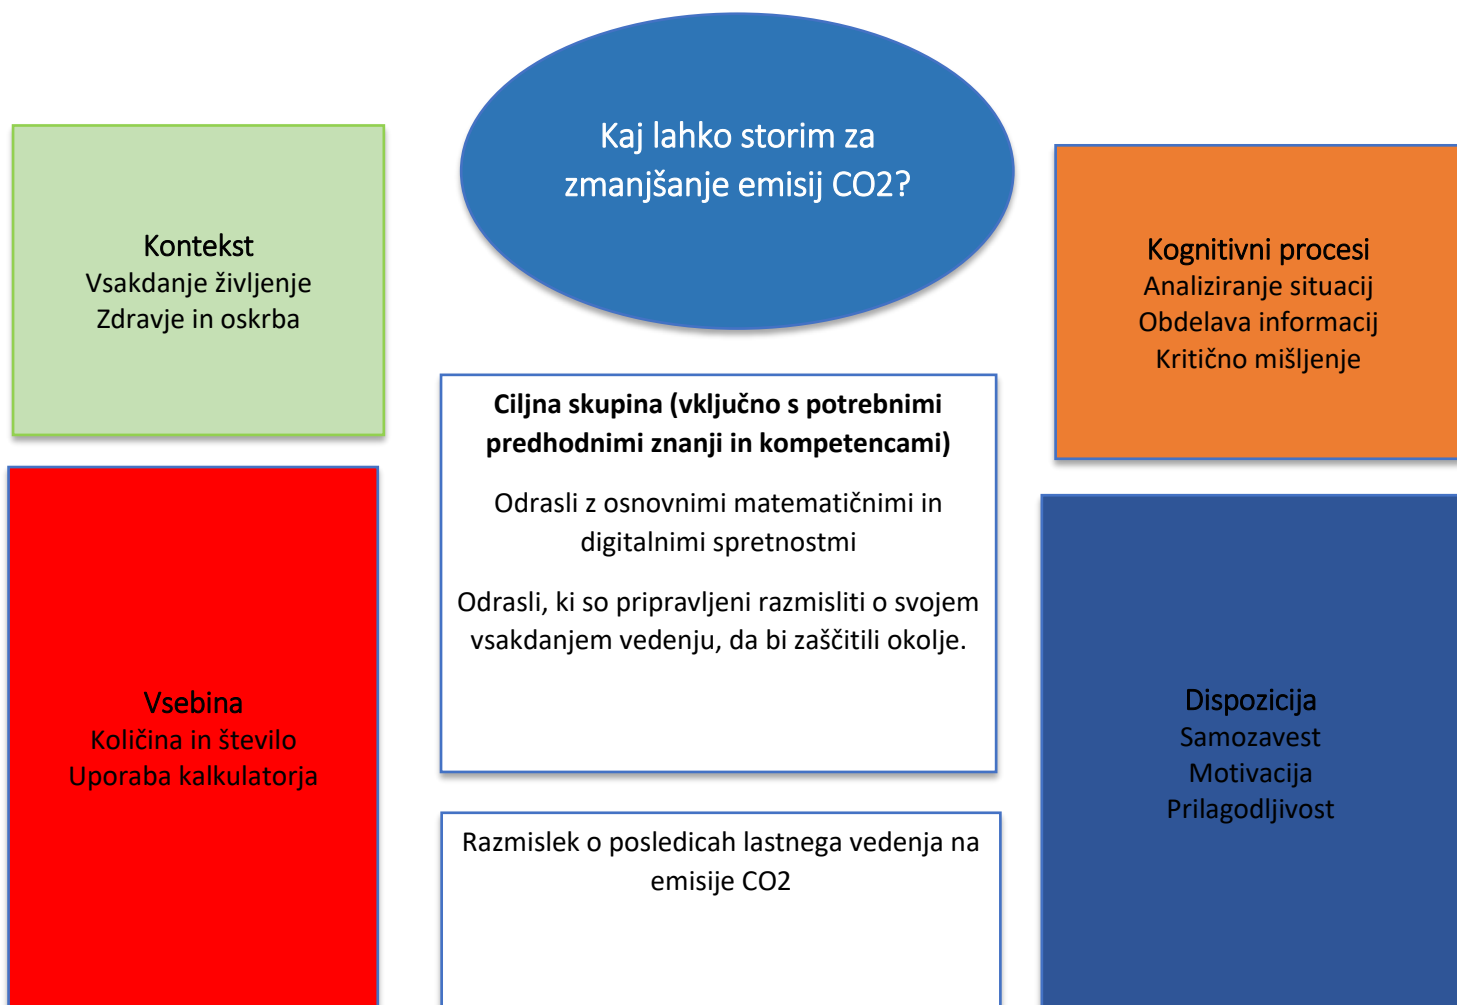 Kaj lahko storim za
zmanjšanje emisij CO2?
Kontekst
Vsakdanje življenje
Zdravje in oskrba
Kognitivni procesi
Analiziranje situacij
Obdelava informacij
Kritično mišljenje
Ciljna skupina (vključno s potrebnimi
predhodnimi znanji in kompetencami)
Odrasli z osnovnimi matematičnimi in
digitalnimi spretnostmi
Odrasli, ki so pripravljeni razmisliti o svojem
vsakdanjem vedenju, da bi zaščitili okolje.
Vsebina
Količina in število
Uporaba kalkulatorja
Dispozicija
Samozavest
Motivacija
Prilagodljivost
Razmislek o posledicah lastnega vedenja na
emisije CO2